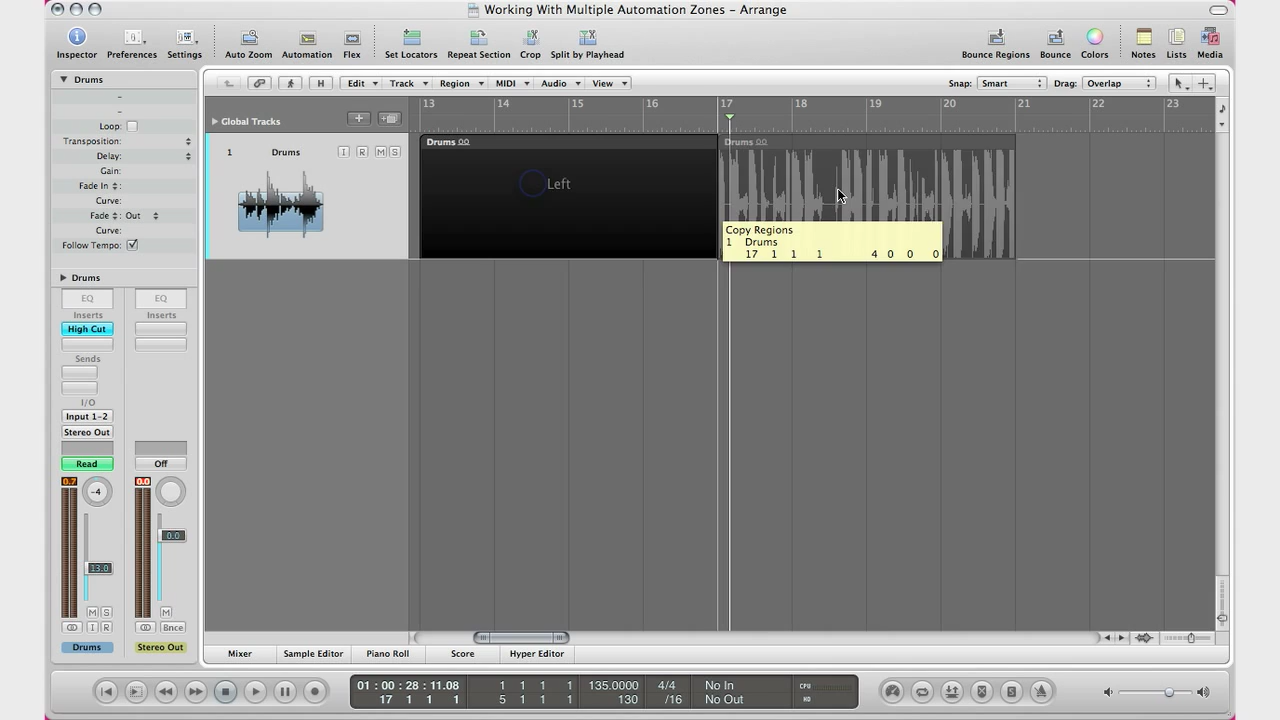 Working With Multiple Automation Zones – Arrange
Inspector Preferences Settings Auto Zoom Automation Flex Set Locators Repeat Section Crop Split by Playhead Bounce Regions Bounce Colors Notes Lists Media
Drums
–
–
Loop:
Transposition:
Delay:
Gain:
Fade In :
Curve:
Fade : Out
Curve:
Follow Tempo:
Drums
EQ EQ
Inserts Inserts
High Cut
Sends
I/O
Input 1-2
Stereo Out
Read Off
0.7 0.0
-4
0.0
13.0
M S M
I R Bnce
Drums Stereo Out
H Edit Track Region MIDI Audio View Snap: Smart Drag: Overlap
Global Tracks
13 14 15 16 17 18 19 20 21 22 23
1 Drums I R M S
Drums
Left
Drums
Copy Regions
1 Drums
17 1 1 1 4 0 0 0
Mixer Sample Editor Piano Roll Score Hyper Editor
01 : 00 : 28 : 11.08 1 1 1 1 135.0000 4/4 No In CPU
17 1 1 1 5 1 1 1 130 /16 No Out HD
S